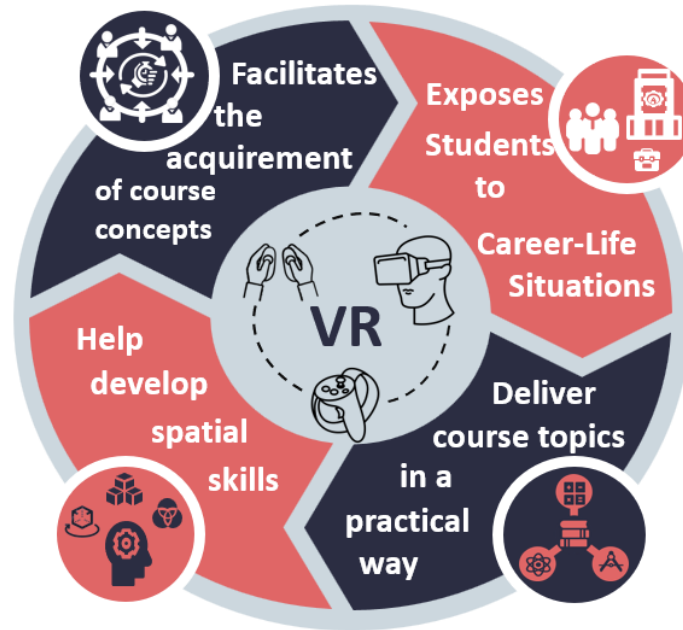 Facilitates
the
acquirement
of course
concepts
Exposes
Students
to
Career-Life
Situations
VR
Help
develop
spatial
skills
Deliver
course topics
in a
practical
way